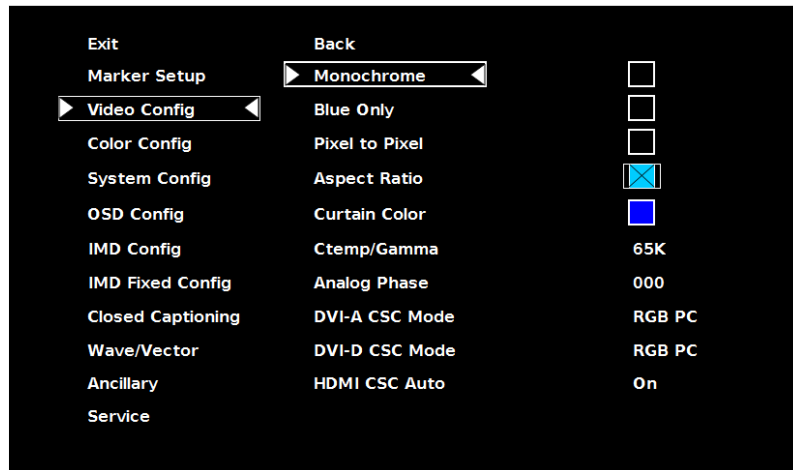 Exit Back
Marker Setup Monochrome
Video Config Blue Only
Color Config Pixel to Pixel
System Config Aspect Ratio
OSD Config Curtain Color
IMD Config Ctemp/Gamma 65K
IMD Fixed Config Analog Phase 000
Closed Captioning DVI-A CSC Mode RGB PC
Wave/Vector DVI-D CSC Mode RGB PC
Ancillary HDMI CSC Auto On
Service